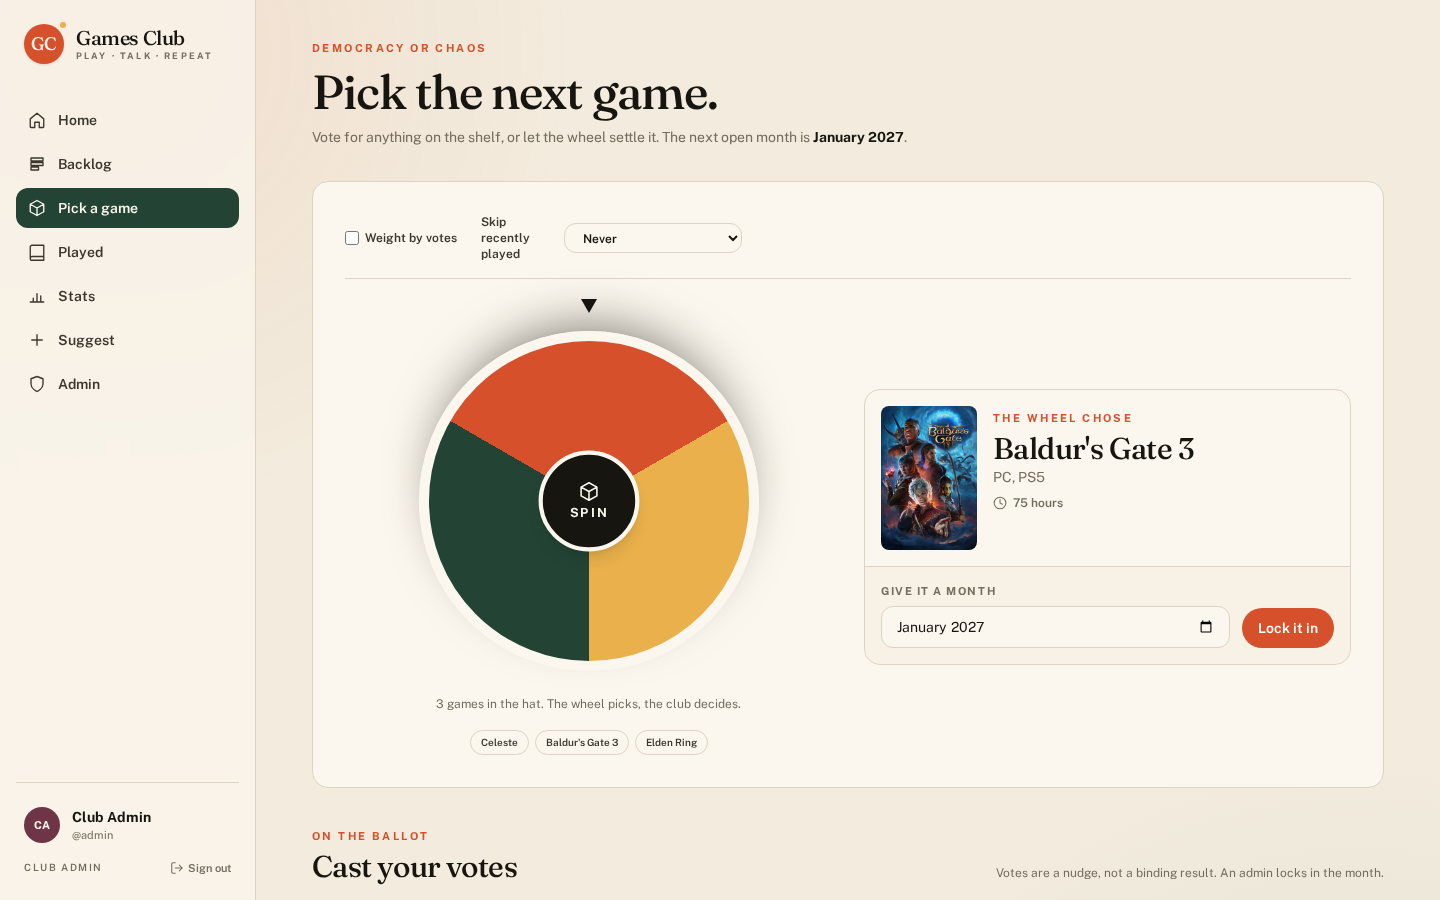 GC
Games Club
PLAY · TALK · REPEAT
Home
Backlog
Pick a game
Played
Stats
Suggest
Admin
Club Admin
CA
@admin
CLUB ADMIN
Sign out
DEMOCRACY OR CHAOS
Pick the next game.
Vote for anything on the shelf, or let the wheel settle it. The next open month is January 2027.
Weight by votes
Skip
recently
played
Never
SPIN
3 games in the hat. The wheel picks, the club decides.
Celeste
Baldur's Gate 3
Elden Ring
Baldur's
Gate
THE WHEEL CHOSE
Baldur's Gate 3
PC, PS5
75 hours
GIVE IT A MONTH
January 2027
Lock it in
ON THE BALLOT
Cast your votes
Votes are a nudge, not a binding result. An admin locks in the month.